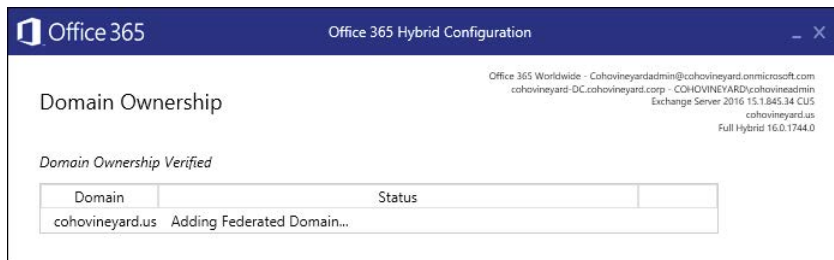 Office 365
Office 365 Hybrid Configuration
Office 365 Worldwide - Cohovineyardadmin@cohovineyard.onmicrosoft.com
cohovineyard-DC.cohovineyard.corp - COHOVINEYARD\cohovineadmin
Exchange Server 2016 15.1.845.34 CU5
cohovineyard.us
Full Hybrid 16.0.1744.0
Domain Ownership
Domain Ownership Verified
Domain Status
cohovineyard.us Adding Federated Domain...